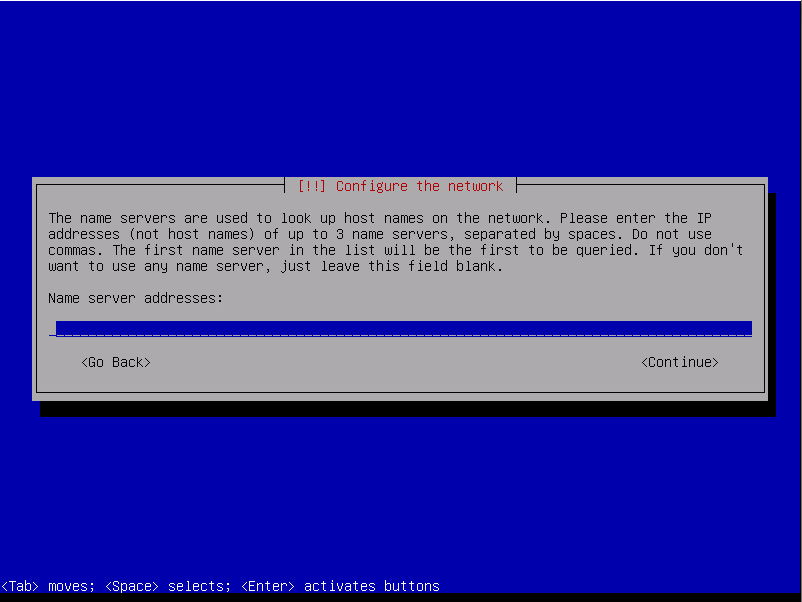 [!!] Configure the network
The name servers are used to look up host names on the network. Please enter the IP
addresses (not host names) of up to 3 name servers, separated by spaces. Do not use
commas. The first name server in the list will be the first to be queried. If you don't
want to use any name server, just leave this field blank.
Name server addresses:
<Go Back> <Continue>
<Tab> moves; <Space> selects; <Enter> activates buttons